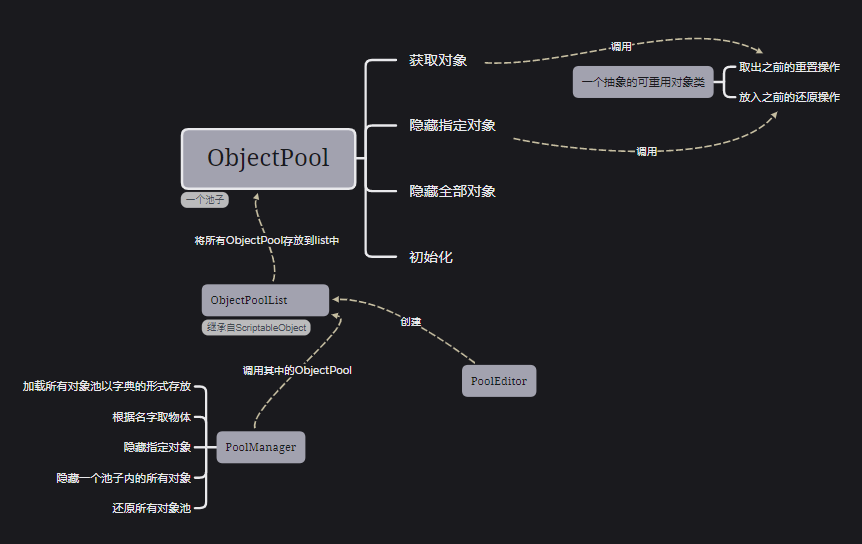 ObjectPool
一个池子
获取对象
隐藏指定对象
隐藏全部对象
初始化
调用
一个抽象的可重用对象类
取出之前的重置操作
放入之前的还原操作
调用
将所有ObjectPool存放到list中
ObjectPoolList
继承自ScriptableObject
创建
PoolEditor
调用其中的ObjectPool
PoolManager
加载所有对象池以字典的形式存放
根据名字取物体
隐藏指定对象
隐藏一个池子内的所有对象
还原所有对象池